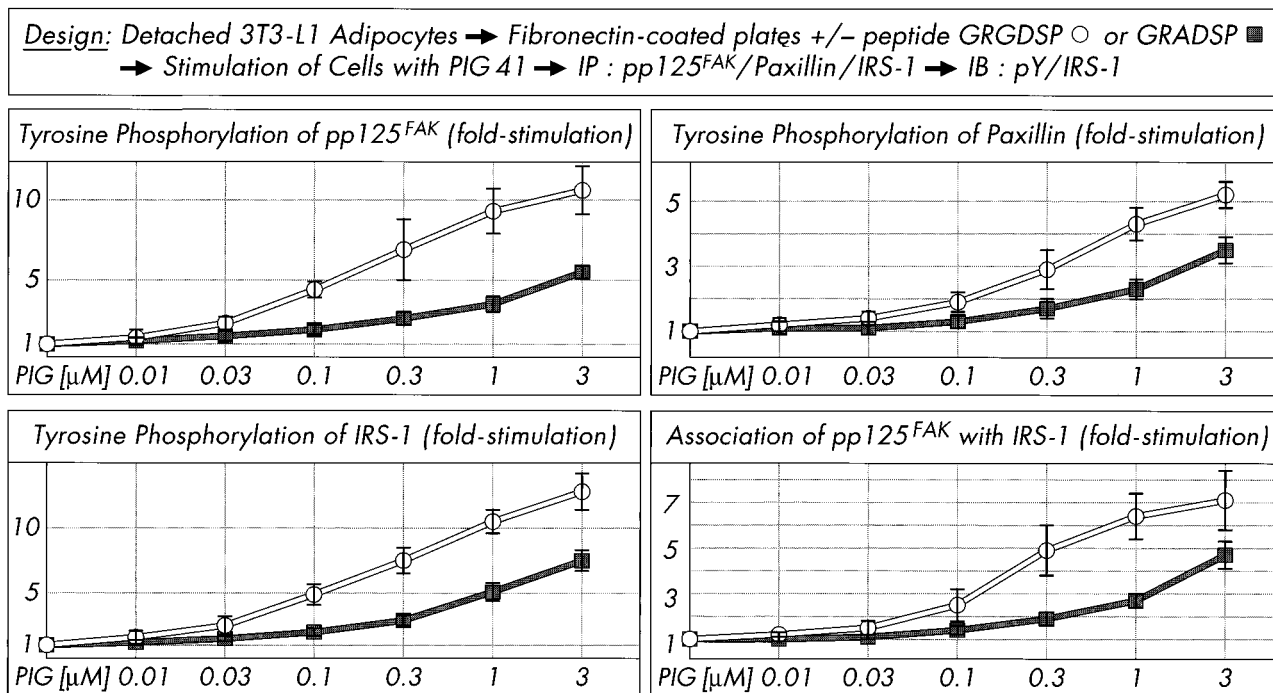 Design: Detached 3T3-L1 Adipocytes → Fibronectin-coated plates +/– peptide GRGDSP ○ or GRADSP ■
→ Stimulation of Cells with PIG 41 → IP : pp125FAK/Paxillin/IRS-1 → IB : pY/IRS-1
Tyrosine Phosphorylation of pp125FAK (fold-stimulation)
10
5
1
PIG [μM] 0.01 0.03 0.1 0.3 1 3
Tyrosine Phosphorylation of Paxillin (fold-stimulation)
5
3
1
PIG [μM] 0.01 0.03 0.1 0.3 1 3
Tyrosine Phosphorylation of IRS-1 (fold-stimulation)
10
5
1
PIG [μM] 0.01 0.03 0.1 0.3 1 3
Association of pp125FAK with IRS-1 (fold-stimulation)
7
5
3
1
PIG [μM] 0.01 0.03 0.1 0.3 1 3